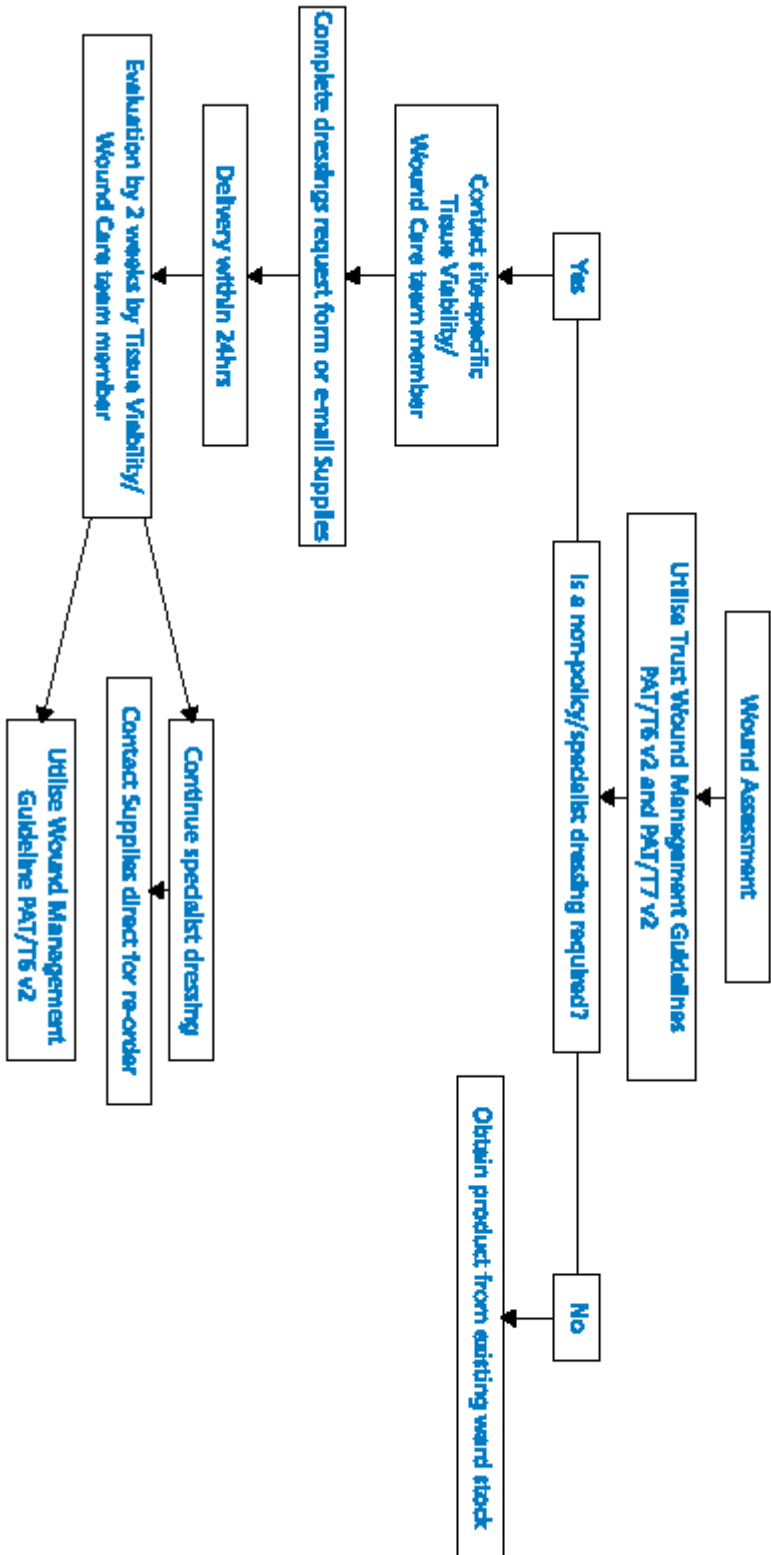 Wound Assessment
Utilise Trust Wound Management Guidelines
PAT/T6 v2 and PAT/T7 v2
Is a non-policy/specialist dressing required?
Yes
No
Contact site-specific
Tissue Viability/
Wound Care team member
Obtain product from existing ward stock
Complete dressings request form or e-mail Supplies
Delivery within 24hrs
Evaluation by 2 weeks by Tissue Viability/
Wound Care team member
Continue specialist dressing
Contact Supplies direct for re-order
Utilise Wound Management
Guideline PAT/T6 v2